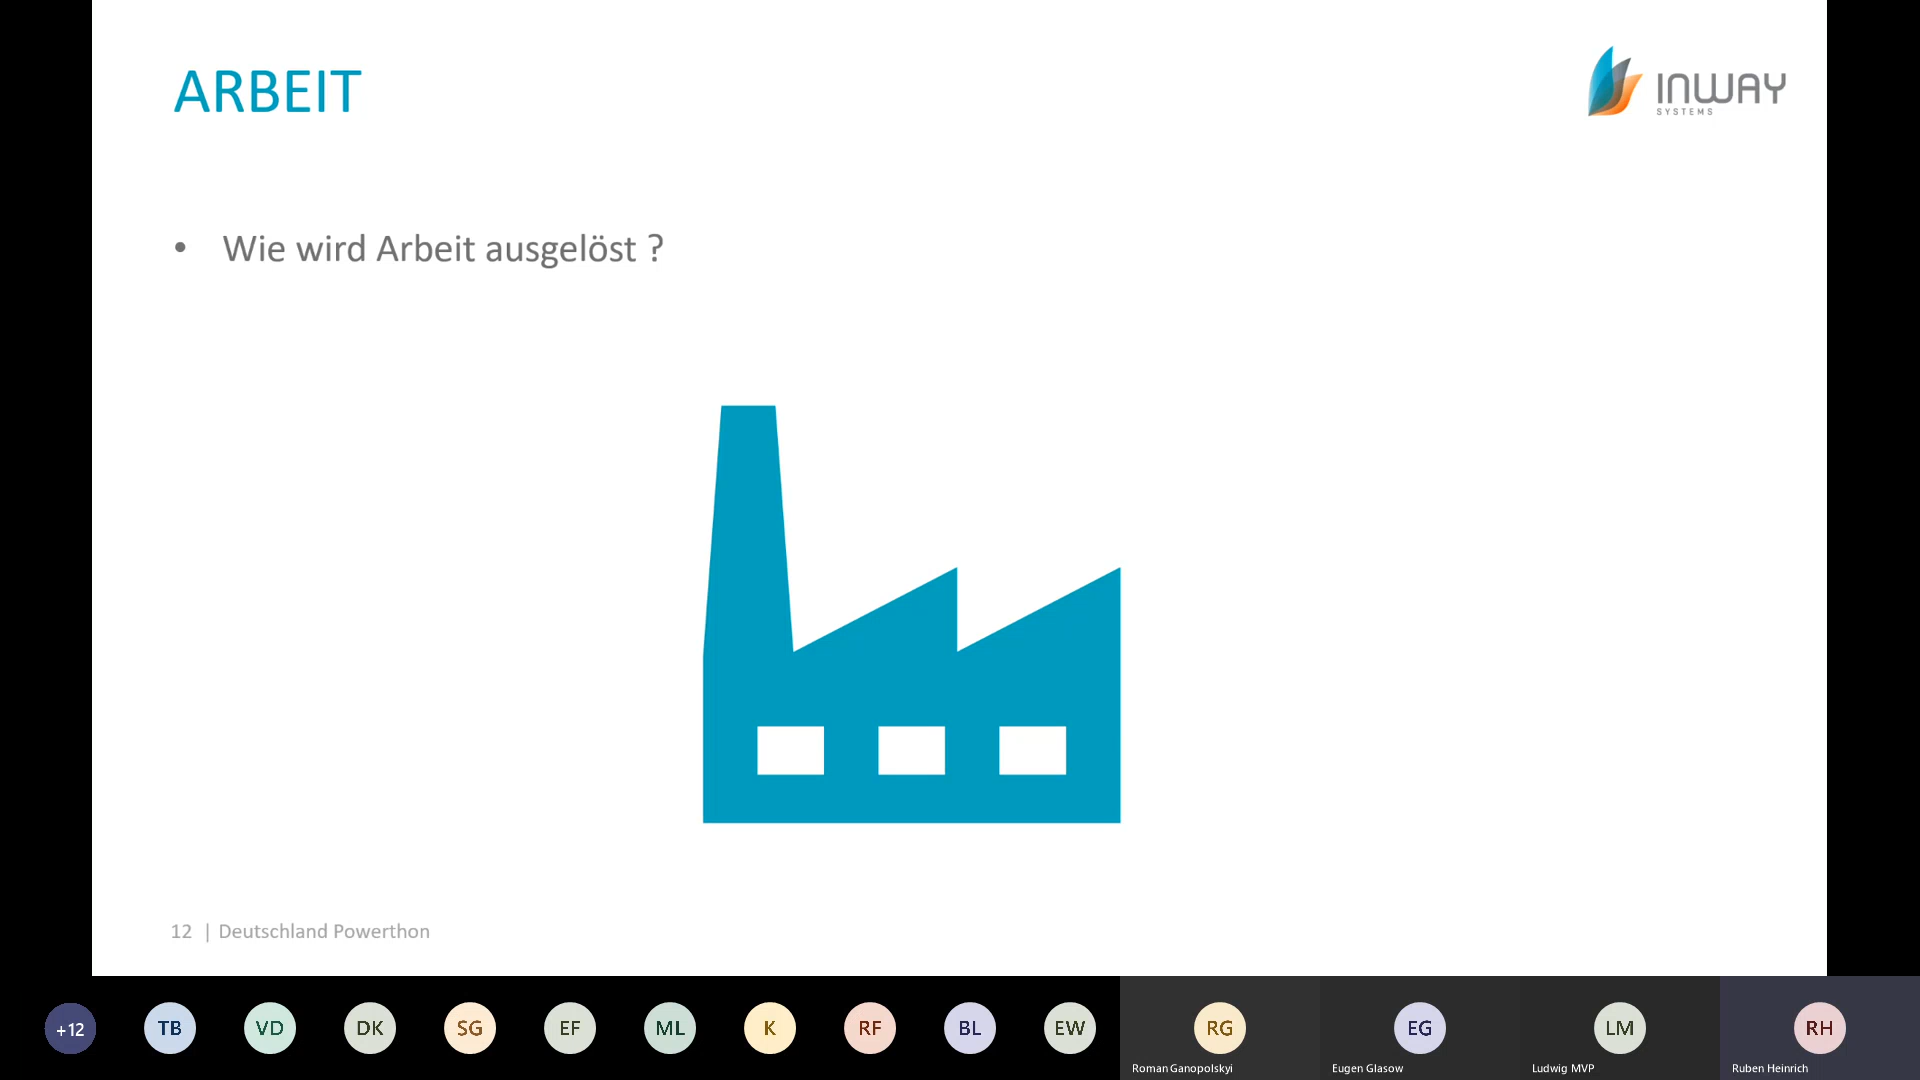 ARBEIT
INWAY
SYSTEMS
• Wie wird Arbeit ausgelöst ?
12 | Deutschland Powerthon
+12 TB VD DK SG EF ML K RF BL EW RG EG LM RH
Roman Ganopolskyi Eugen Glasow Ludwig MVP Ruben Heinrich